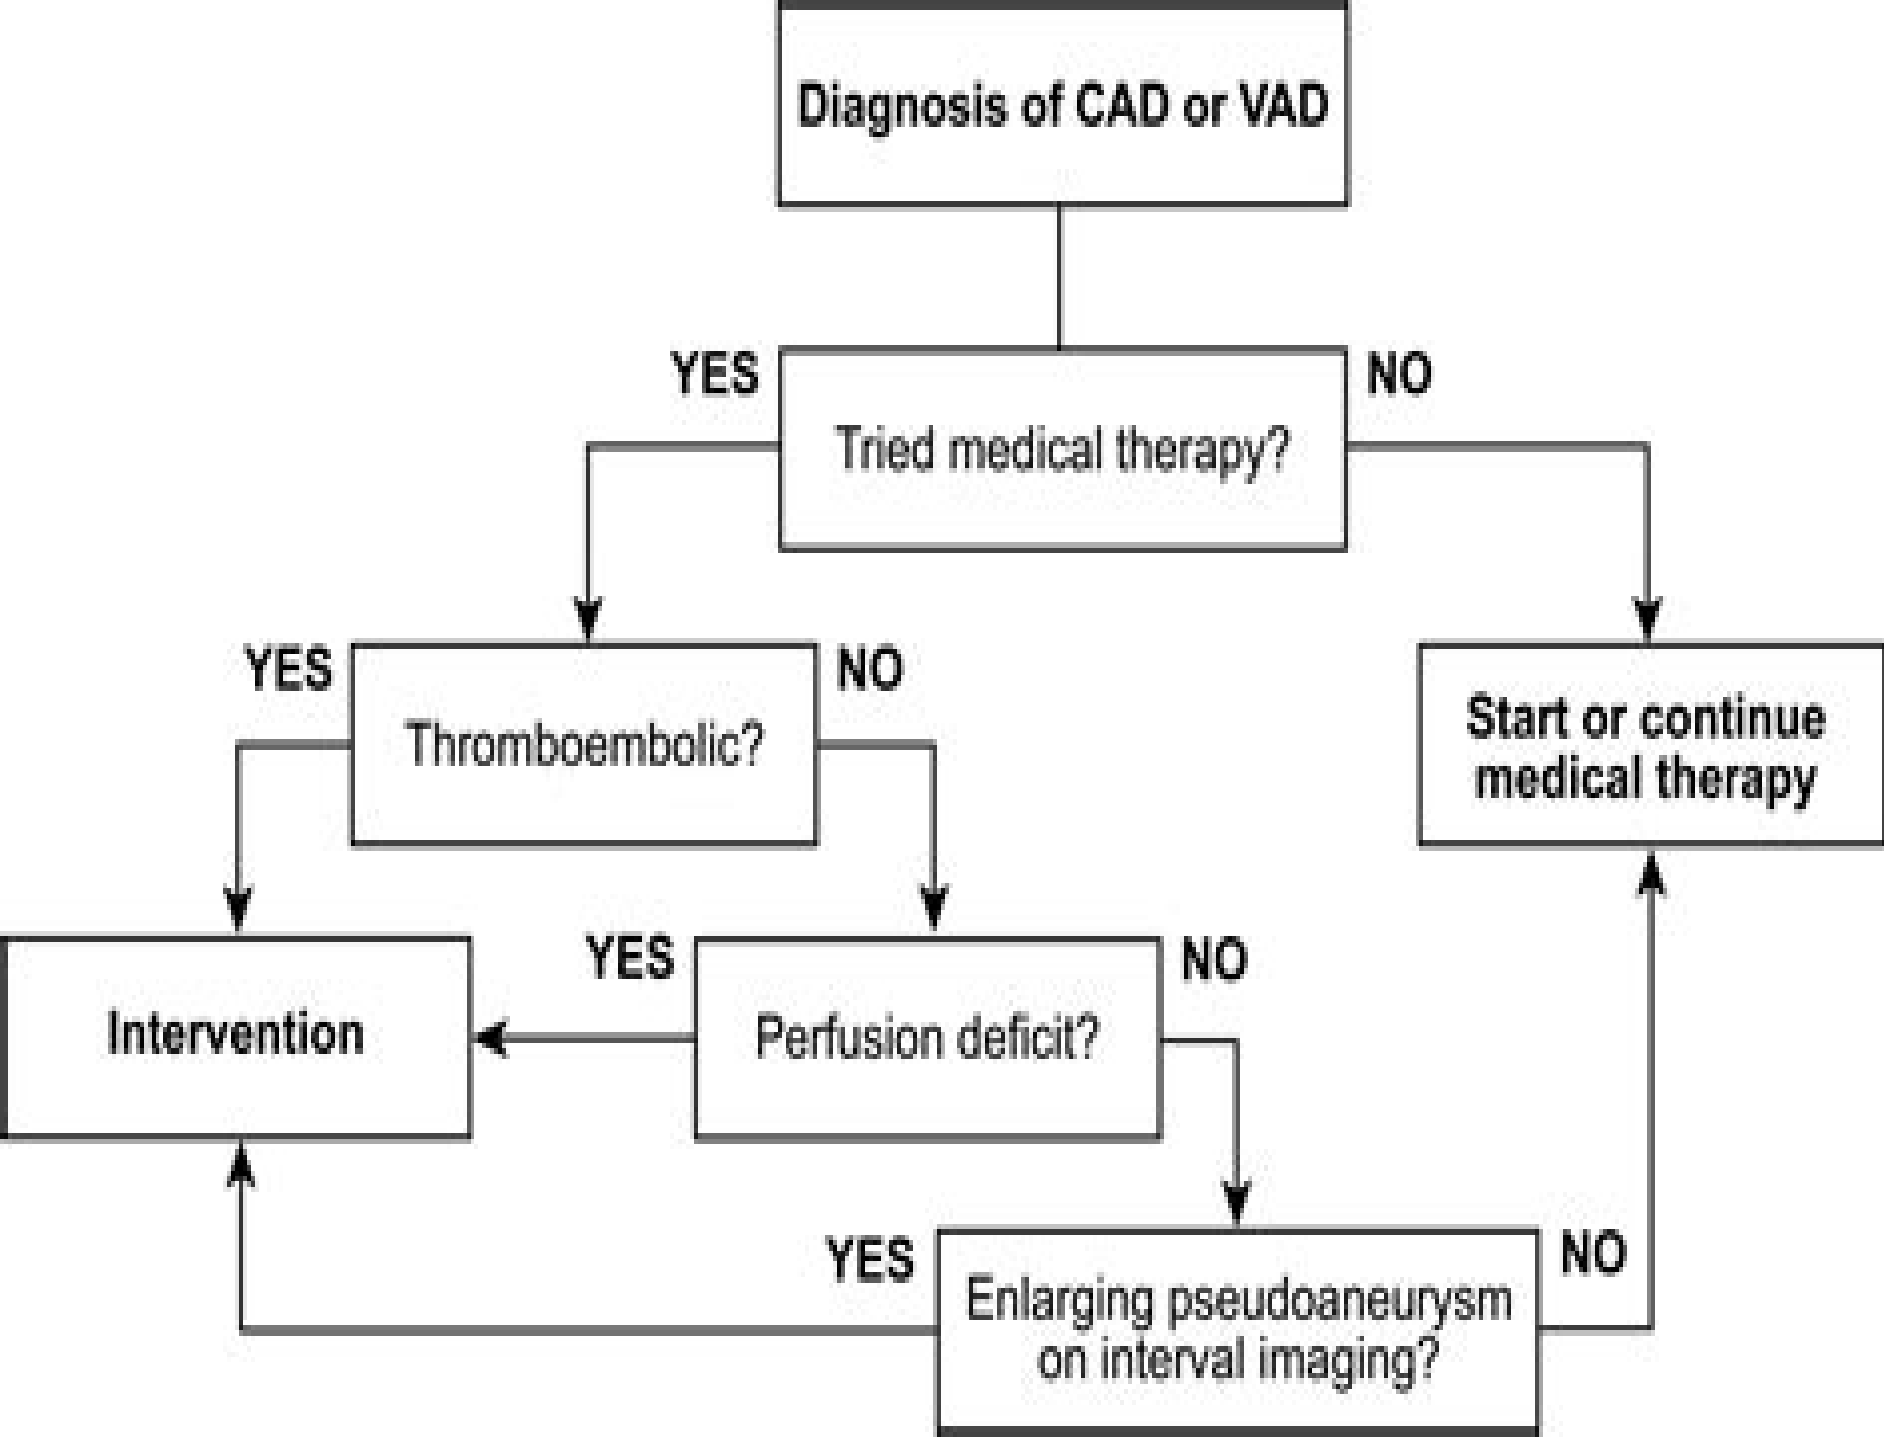 Diagnosis of CAD or VAD
YES
NO
Tried medical therapy?
YES
NO
Thromboembolic?
Start or continue
medical therapy
YES
NO
Intervention
Perfusion deficit?
YES
NO
Enlarging pseudoaneurysm
on interval imaging?